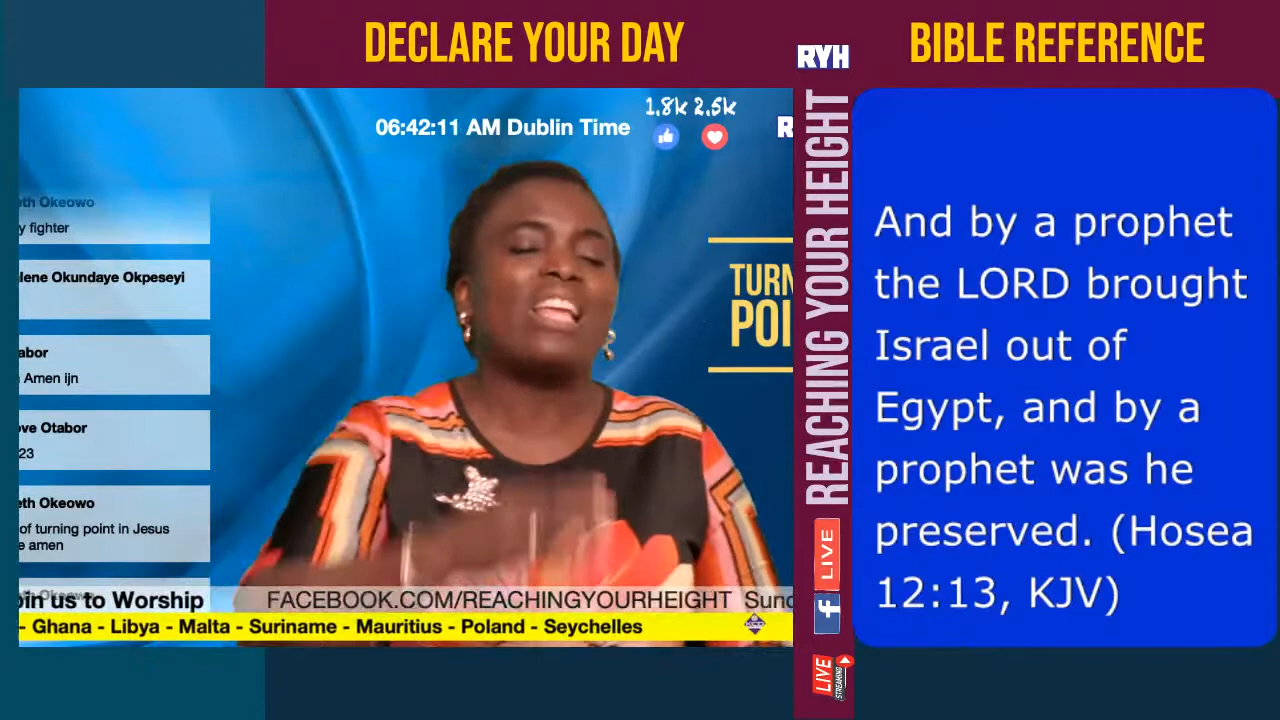 DECLARE YOUR DAY
BIBLE REFERENCE
RYH
REACHING YOUR HEIGHT
LIVE
f
LIVE
STREAMING
06:42:11 AM Dublin Time
1.8k 2.5k
R
eth Okeowo
y fighter
lene Okundaye Okpeseyi
abor
Amen ijn
ove Otabor
23
eth Okeowo
of turning point in Jesus
e amen
TURN
POI
oin us to Worship
FACEBOOK.COM/REACHINGYOURHEIGHT Sund
- Ghana - Libya - Malta - Suriname - Mauritius - Poland - Seychelles
And by a prophet
the LORD brought
Israel out of
Egypt, and by a
prophet was he
preserved. (Hosea
12:13, KJV)